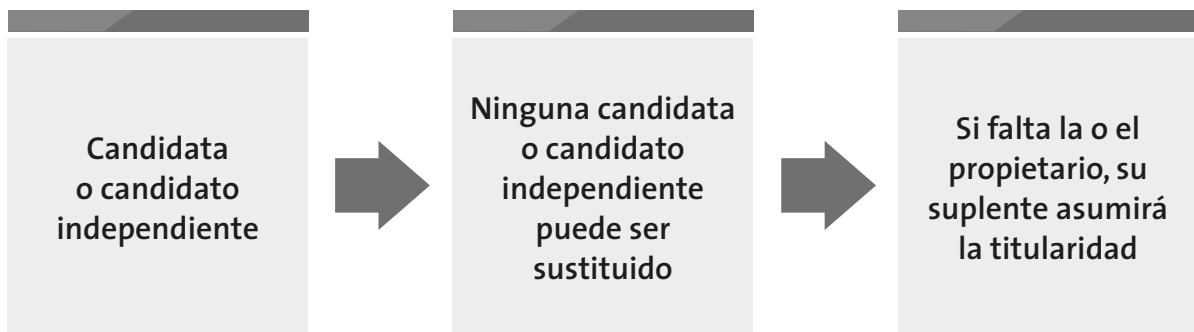 Candidata
o candidato
independiente
Ninguna candidata
o candidato
independiente
puede ser
sustituido
Si falta la o el
propietario, su
suplente asumirá
la titularidad